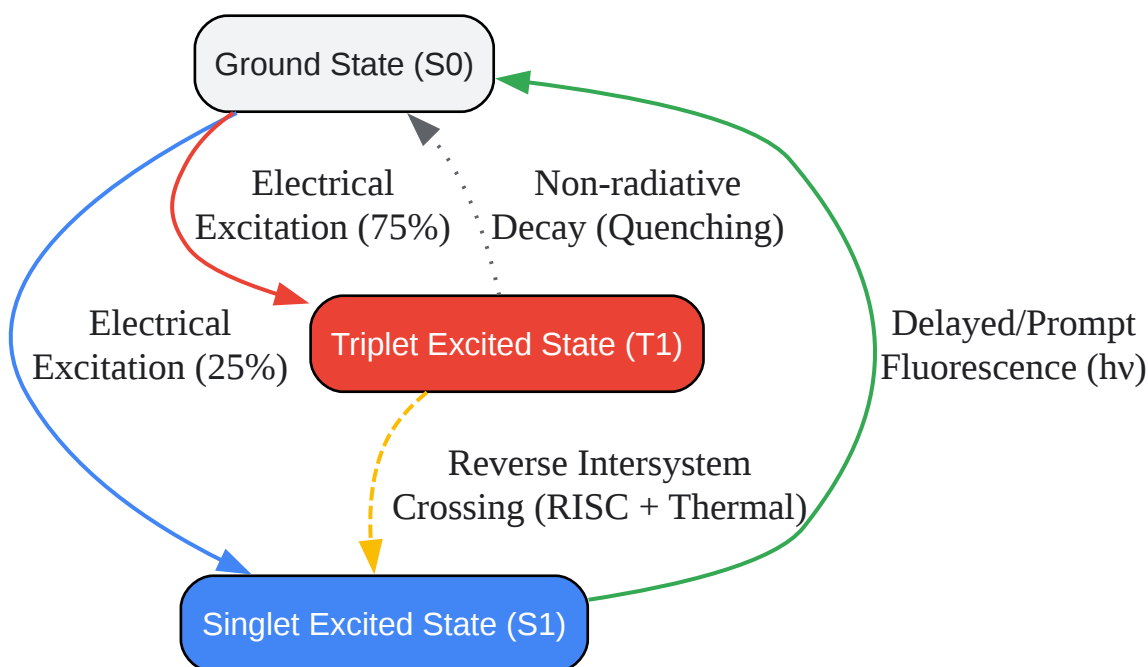 Ground State (S0)
Electrical
Excitation (75%)
Non-radiative
Decay (Quenching)
Electrical
Excitation (25%)
Triplet Excited State (T1)
Delayed/Prompt
Fluorescence (hν)
Reverse Intersystem
Crossing (RISC + Thermal)
Singlet Excited State (S1)